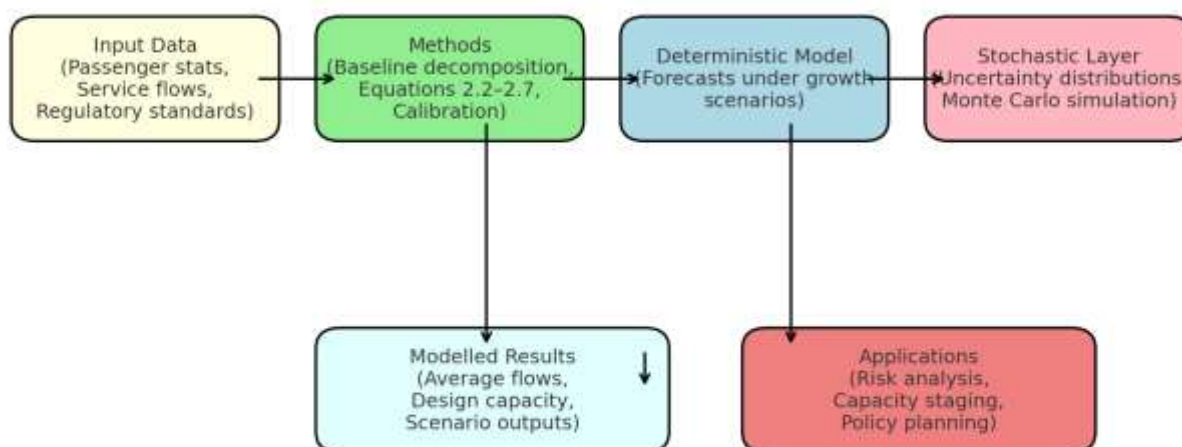 Input Data
(Passenger stats,
Service flows,
Regulatory standards)
Methods
(Baseline decomposition,
Equations 2.2–2.7,
Calibration)
Deterministic Model
(Forecasts under growth
scenarios)
Stochastic Layer
(Uncertainty distributions
Monte Carlo simulation)
Modelled Results
(Average flows,
Design capacity,
Scenario outputs)
Applications
(Risk analysis,
Capacity staging,
Policy planning)